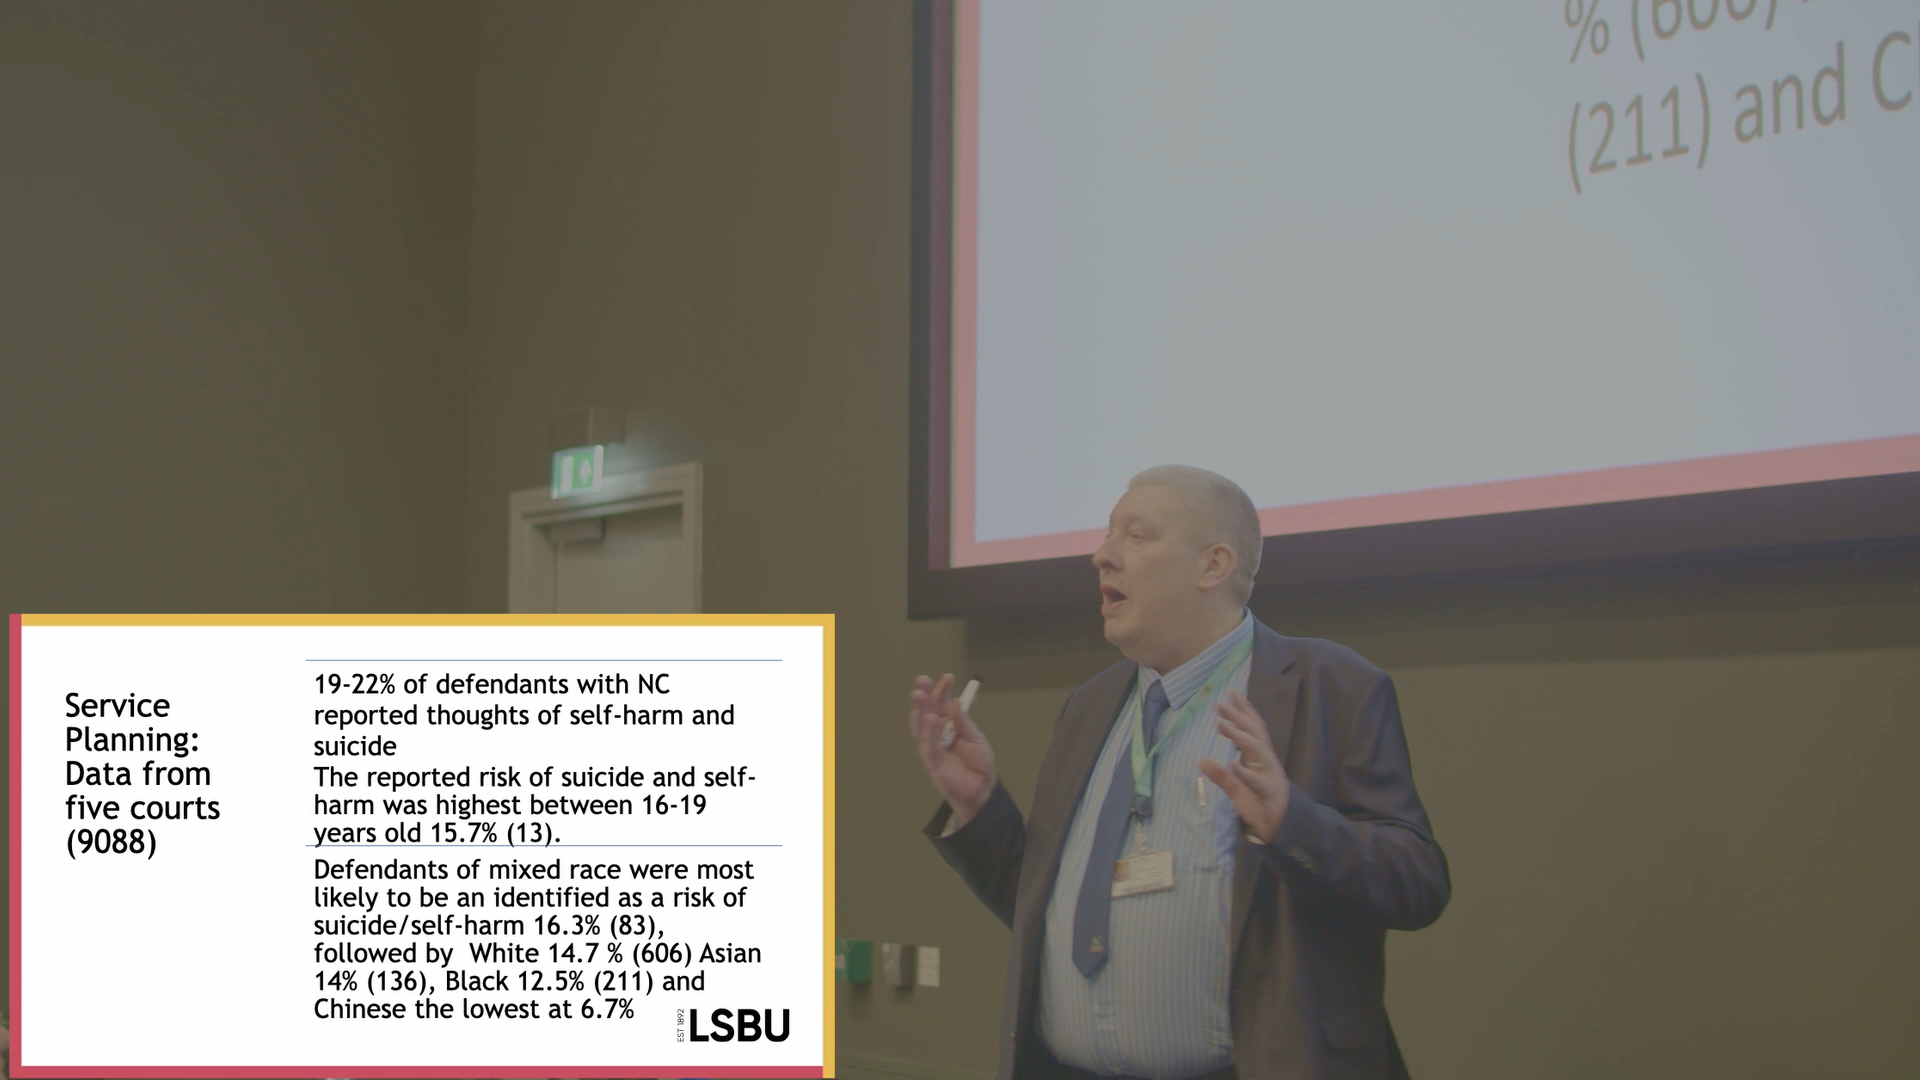 % (606)
(211) and C
Service
Planning:
Data from
five courts
(9088)
19-22% of defendants with NC
reported thoughts of self-harm and
suicide
The reported risk of suicide and self-
harm was highest between 16-19
years old 15.7% (13).
Defendants of mixed race were most
likely to be an identified as a risk of
suicide/self-harm 16.3% (83),
followed by  White 14.7 % (606) Asian
14% (136), Black 12.5% (211) and
Chinese the lowest at 6.7%
EST 1892
LSBU